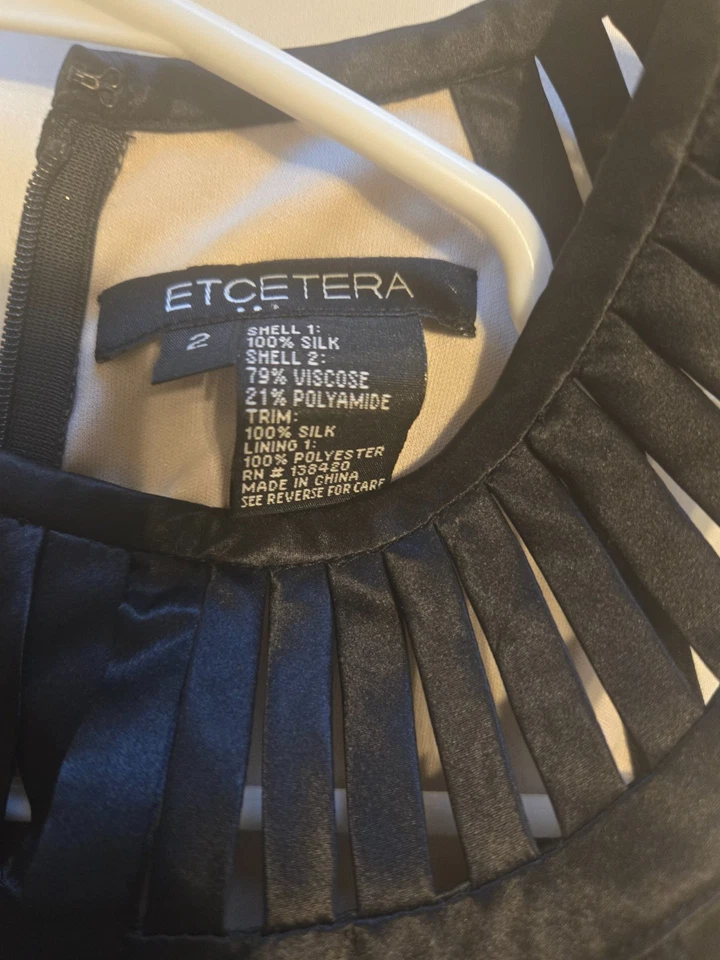 ETCETERA
2
SHELL 1:
100% SILK
SHELL 2:
79% VISCOSE
21% POLYAMIDE
TRIM:
100% SILK
LINING 1:
100% POLYESTER
RN # 136420
MADE IN CHINA
SEE REVERSE FOR CARE